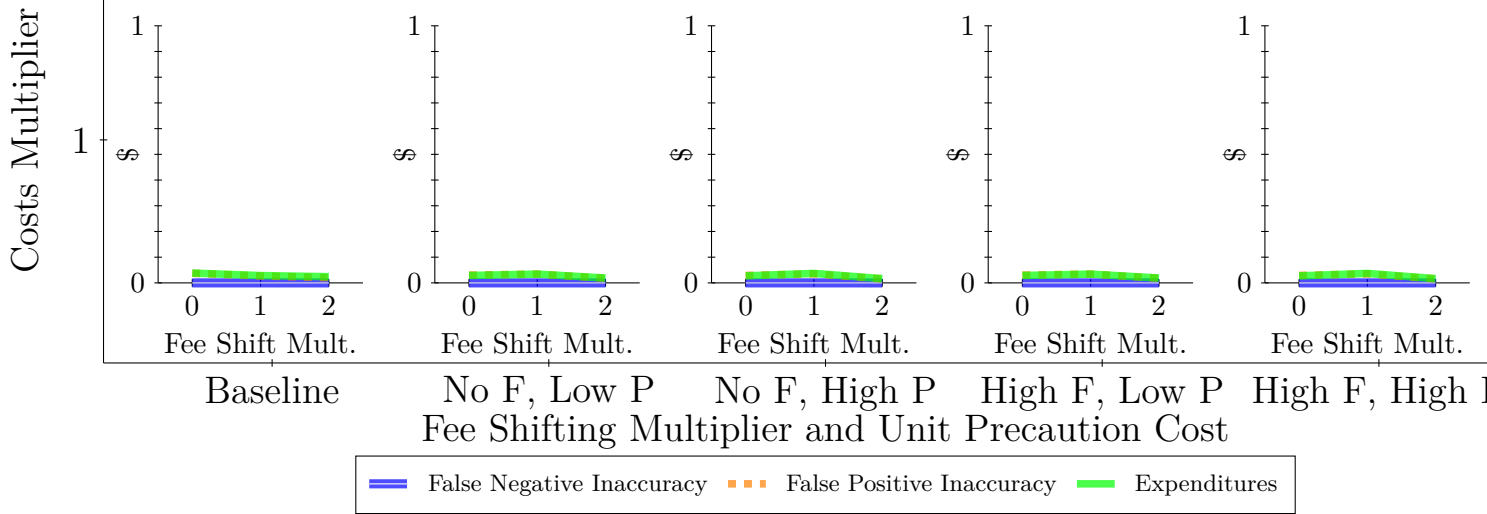 Costs Multiplier
1
1
$
0
0 1 2
Fee Shift Mult.
1
$
0
0 1 2
Fee Shift Mult.
1
$
0
0 1 2
Fee Shift Mult.
1
$
0
0 1 2
Fee Shift Mult.
1
$
0
0 1 2
Fee Shift Mult.
Baseline No F, Low P No F, High P High F, Low P High F, High
Fee Shifting Multiplier and Unit Precaution Cost
False Negative Inaccuracy False Positive Inaccuracy Expenditures